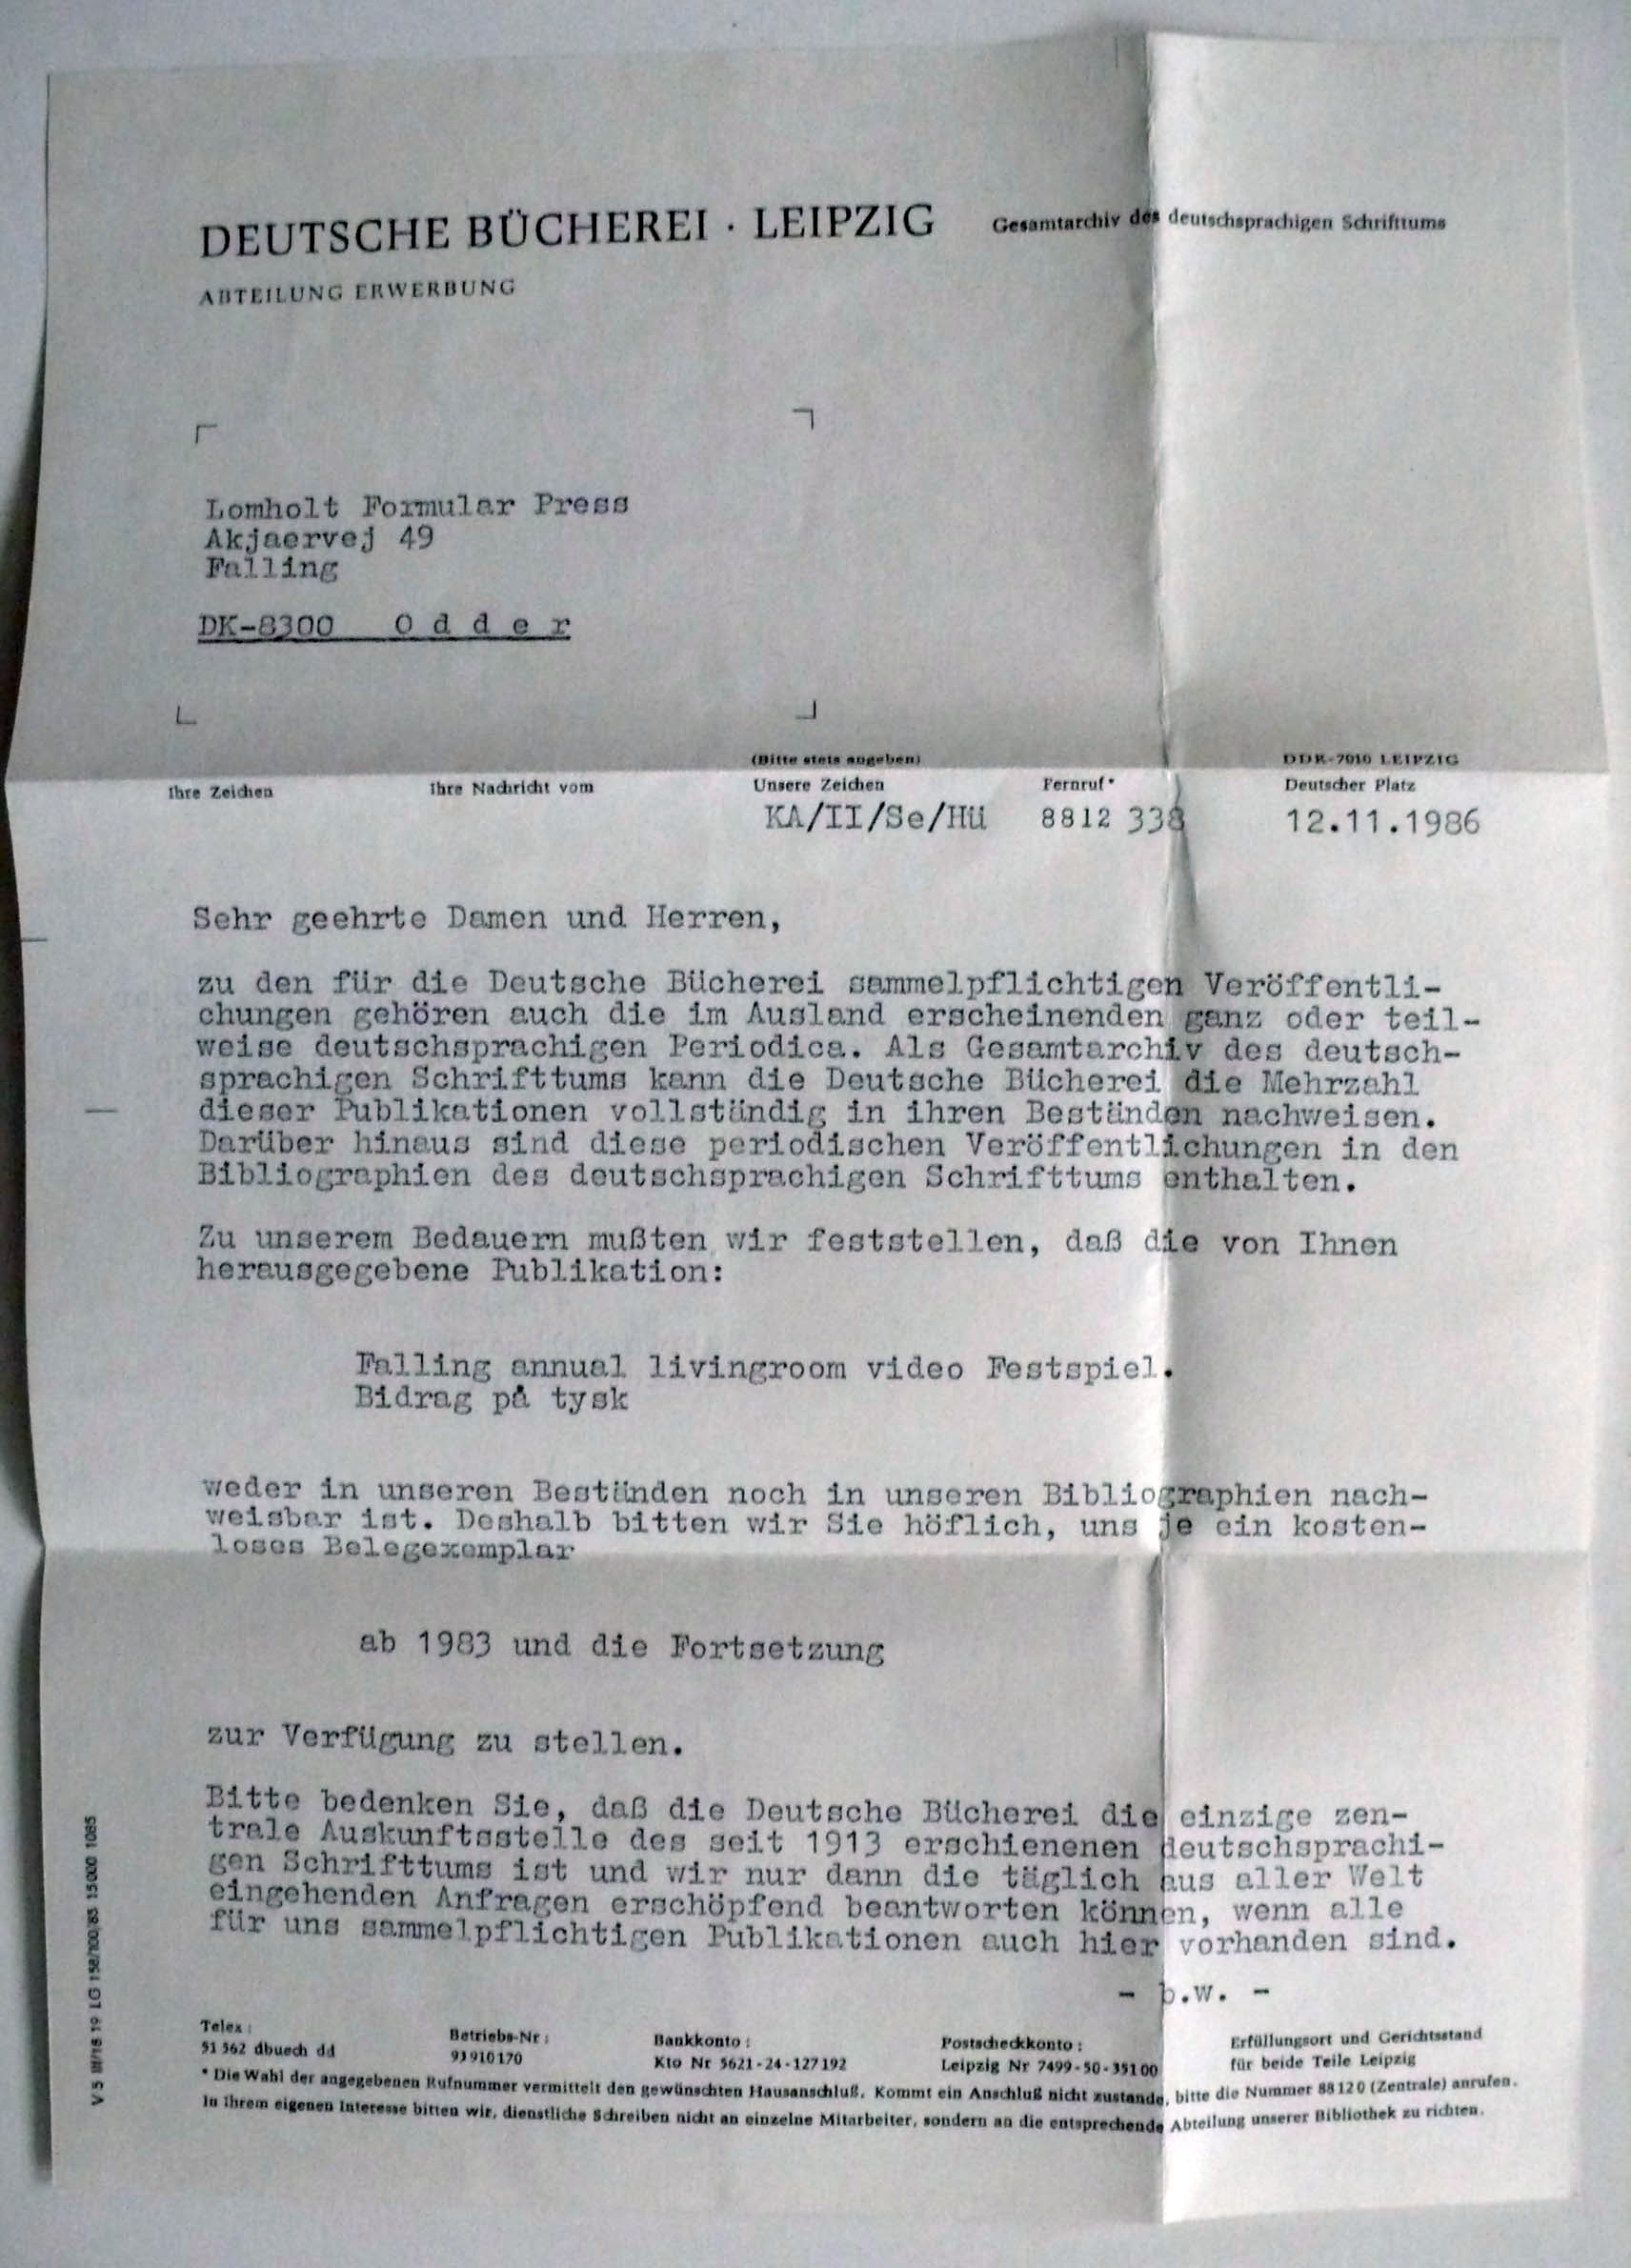 DEUTSCHE BÜCHEREI · LEIPZIG Gesamtarchiv des deutschsprachigen Schrifttums
ABTEILUNG ERWERBUNG
Lomholt Formular Press
Akjaervej 49
Falling
DK-8300 O d d e r
(Bitte stets angeben) DDR-7010 LEIPZIG
Ihre Zeichen Ihre Nachricht vom Unsere Zeichen Fernruf* Deutscher Platz
KA/II/Se/Hü 8812 338 12.11.1986
Sehr geehrte Damen und Herren,
zu den für die Deutsche Bücherei sammelpflichtigen Veröffentli-
chungen gehören auch die im Ausland erscheinenden ganz oder teil-
weise deutschsprachigen Periodica. Als Gesamtarchiv des deutsch-
sprachigen Schrifttums kann die Deutsche Bücherei die Mehrzahl
dieser Publikationen vollständig in ihren Beständen nachweisen.
Darüber hinaus sind diese periodischen Veröffentlichungen in den
Bibliographien des deutschsprachigen Schrifttums enthalten.
Zu unserem Bedauern mußten wir feststellen, daß die von Ihnen
herausgegebene Publikation:
Falling annual livingroom video Festspiel.
Bidrag på tysk
weder in unseren Beständen noch in unseren Bibliographien nach-
weisbar ist. Deshalb bitten wir Sie höflich, uns je ein kosten-
loses Belegexemplar
ab 1983 und die Fortsetzung
zur Verfügung zu stellen.
Bitte bedenken Sie, daß die Deutsche Bücherei die einzige zen-
trale Auskunftsstelle des seit 1913 erschienenen deutschsprachi-
gen Schrifttums ist und wir nur dann die täglich aus aller Welt
eingehenden Anfragen erschöpfend beantworten können, wenn alle
für uns sammelpflichtigen Publikationen auch hier vorhanden sind.
- b.w. -
Telex: Betriebs-Nr: Bankkonto: Postscheckkonto: Erfüllungsort und Gerichtsstand
51 562 dbuech dd 93910170 Kto Nr 5621-24-127192 Leipzig Nr 7499-50-35100 für beide Teile Leipzig
* Die Wahl der angegebenen Rufnummer vermittelt den gewünschten Hausanschluß. Kommt ein Anschluß nicht zustande, bitte die Nummer 88120 (Zentrale) anrufen.
In Ihrem eigenen Interesse bitten wir, dienstliche Schreiben nicht an einzelne Mitarbeiter, sondern an die entsprechende Abteilung unserer Bibliothek zu richten.
V 5 III/18 19 LG 158/100/85 15000 1085